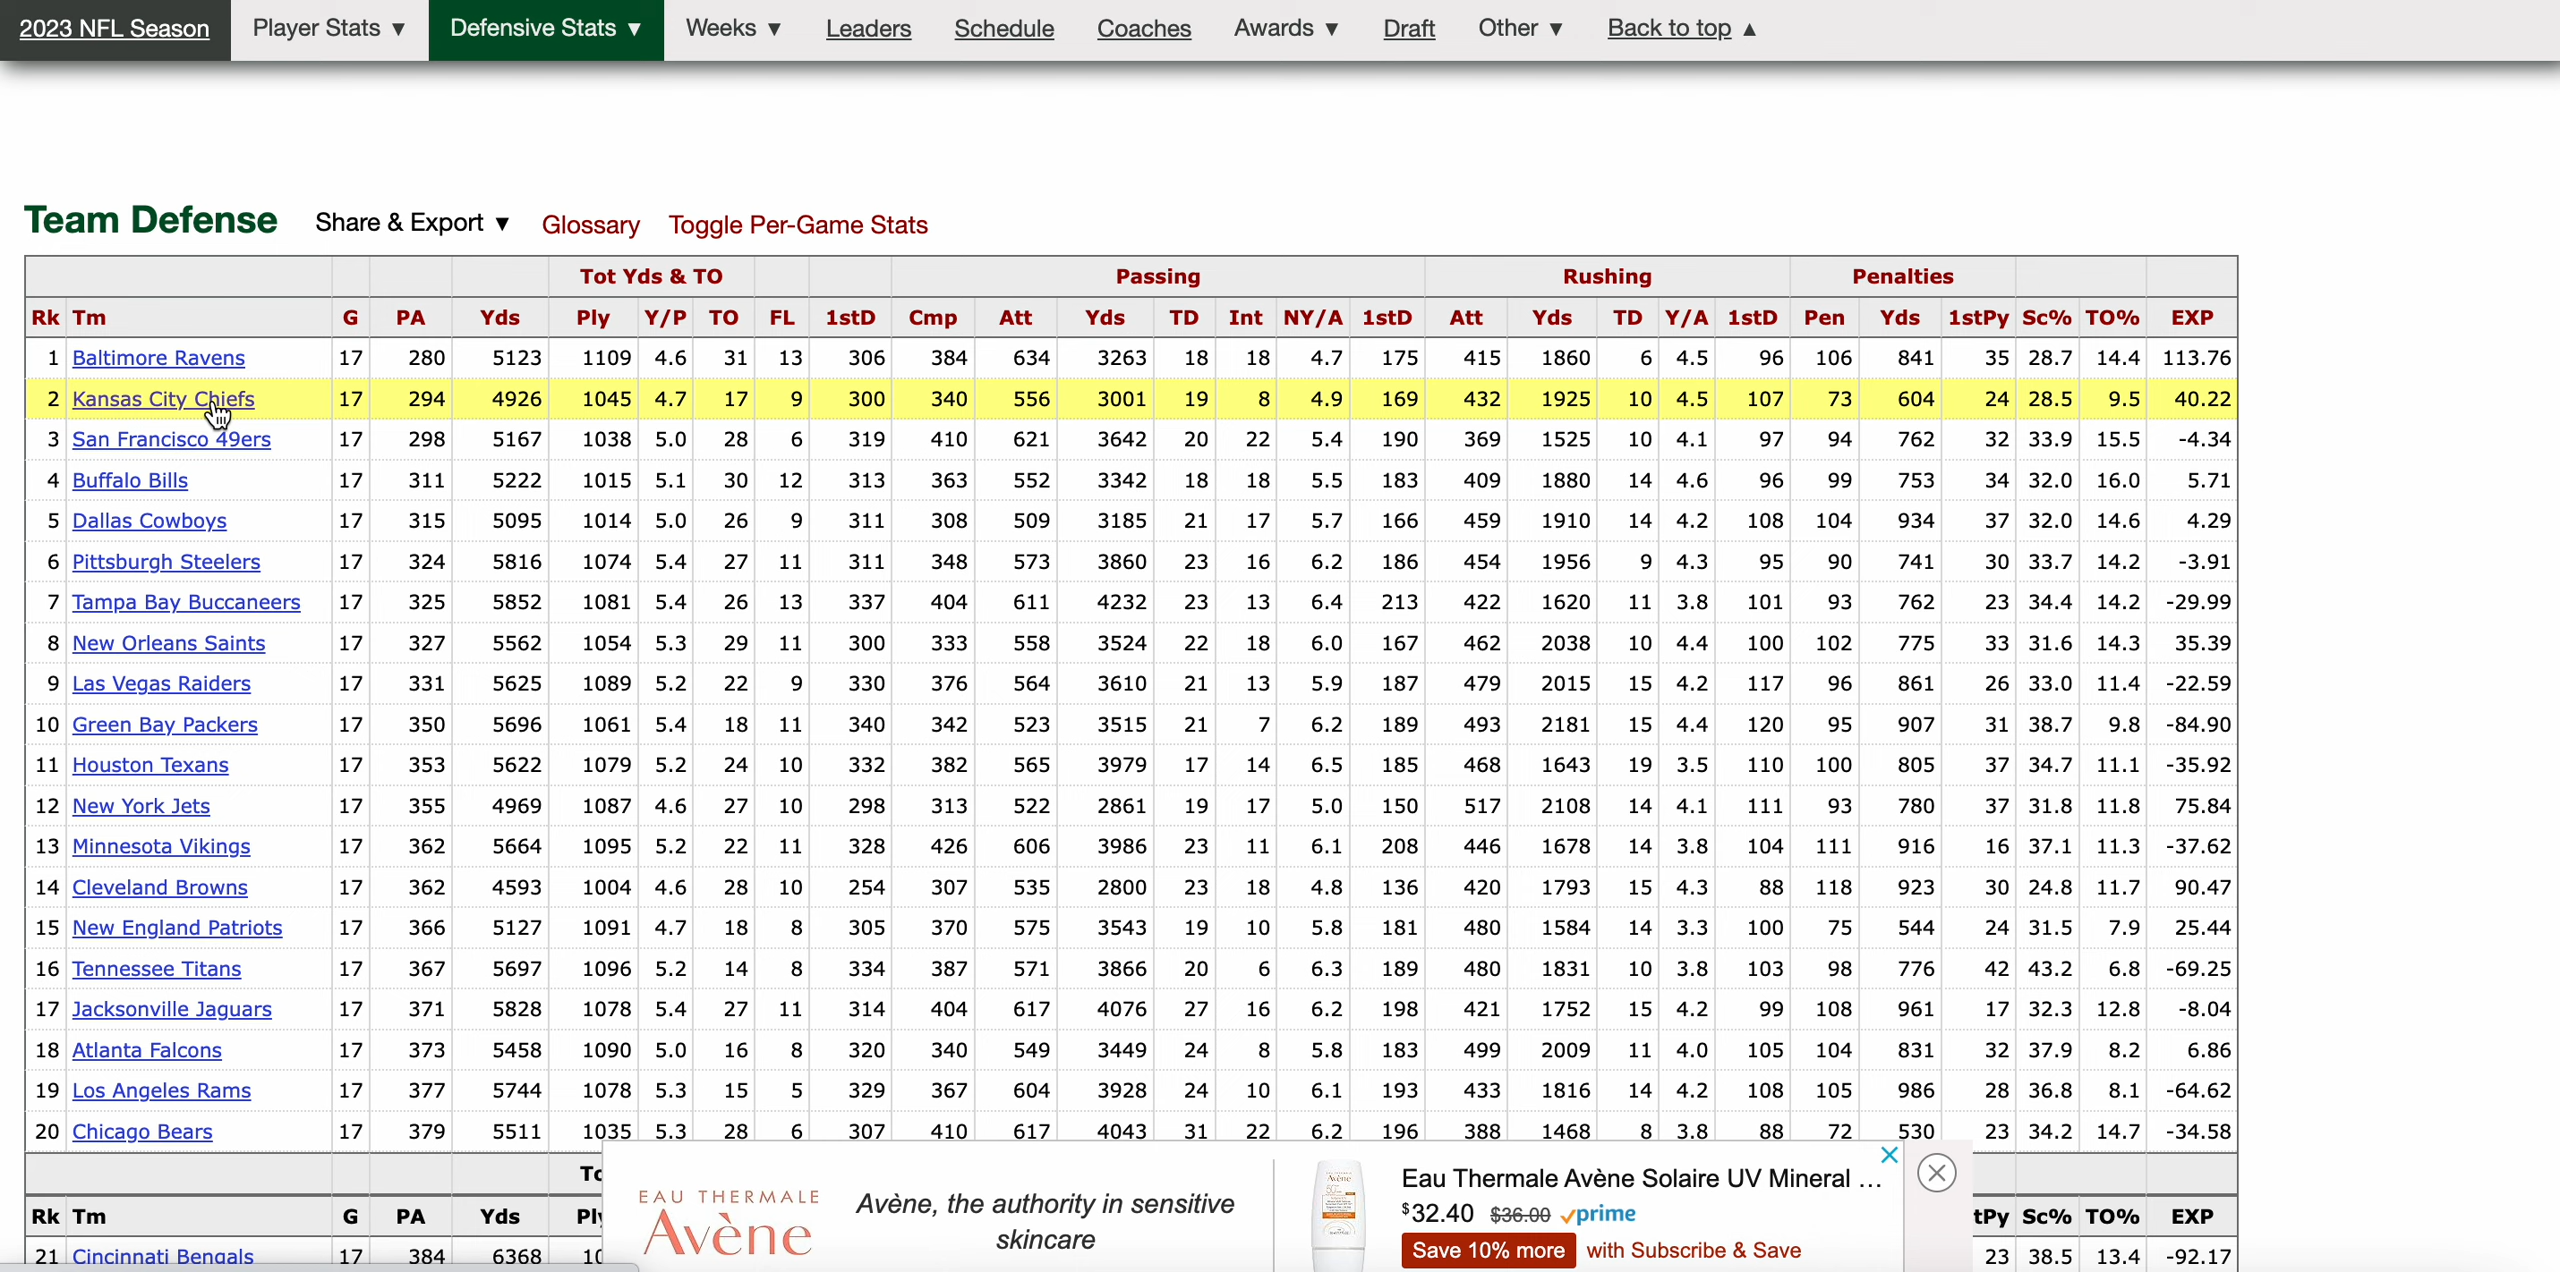 2023 NFL Season Player Stats ▼ Defensive Stats ▼ Weeks ▼ Leaders Schedule Coaches Awards ▼ Draft Other ▼ Back to top ▲
Team Defense Share & Export ▼ Glossary Toggle Per-Game Stats
Tot Yds & TO Passing Rushing Penalties
Rk Tm G PA Yds Ply Y/P TO FL 1stD Cmp Att Yds TD Int NY/A 1stD Att Yds TD Y/A 1stD Pen Yds 1stPy Sc% TO% EXP
1 Baltimore Ravens 17 280 5123 1109 4.6 31 13 306 384 634 3263 18 18 4.7 175 415 1860 6 4.5 96 106 841 35 28.7 14.4 113.76
2 Kansas City Chiefs 17 294 4926 1045 4.7 17 9 300 340 556 3001 19 8 4.9 169 432 1925 10 4.5 107 73 604 24 28.5 9.5 40.22
3 San Francisco 49ers 17 298 5167 1038 5.0 28 6 319 410 621 3642 20 22 5.4 190 369 1525 10 4.1 97 94 762 32 33.9 15.5 -4.34
4 Buffalo Bills 17 311 5222 1015 5.1 30 12 313 363 552 3342 18 18 5.5 183 409 1880 14 4.6 96 99 753 34 32.0 16.0 5.71
5 Dallas Cowboys 17 315 5095 1014 5.0 26 9 311 308 509 3185 21 17 5.7 166 459 1910 14 4.2 108 104 934 37 32.0 14.6 4.29
6 Pittsburgh Steelers 17 324 5816 1074 5.4 27 11 311 348 573 3860 23 16 6.2 186 454 1956 9 4.3 95 90 741 30 33.7 14.2 -3.91
7 Tampa Bay Buccaneers 17 325 5852 1081 5.4 26 13 337 404 611 4232 23 13 6.4 213 422 1620 11 3.8 101 93 762 23 34.4 14.2 -29.99
8 New Orleans Saints 17 327 5562 1054 5.3 29 11 300 333 558 3524 22 18 6.0 167 462 2038 10 4.4 100 102 775 33 31.6 14.3 35.39
9 Las Vegas Raiders 17 331 5625 1089 5.2 22 9 330 376 564 3610 21 13 5.9 187 479 2015 15 4.2 117 96 861 26 33.0 11.4 -22.59
10 Green Bay Packers 17 350 5696 1061 5.4 18 11 340 342 523 3515 21 7 6.2 189 493 2181 15 4.4 120 95 907 31 38.7 9.8 -84.90
11 Houston Texans 17 353 5622 1079 5.2 24 10 332 382 565 3979 17 14 6.5 185 468 1643 19 3.5 110 100 805 37 34.7 11.1 -35.92
12 New York Jets 17 355 4969 1087 4.6 27 10 298 313 522 2861 19 17 5.0 150 517 2108 14 4.1 111 93 780 37 31.8 11.8 75.84
13 Minnesota Vikings 17 362 5664 1095 5.2 22 11 328 426 606 3986 23 11 6.1 208 446 1678 14 3.8 104 111 916 16 37.1 11.3 -37.62
14 Cleveland Browns 17 362 4593 1004 4.6 28 10 254 307 535 2800 23 18 4.8 136 420 1793 15 4.3 88 118 923 30 24.8 11.7 90.47
15 New England Patriots 17 366 5127 1091 4.7 18 8 305 370 575 3543 19 10 5.8 181 480 1584 14 3.3 100 75 544 24 31.5 7.9 25.44
16 Tennessee Titans 17 367 5697 1096 5.2 14 8 334 387 571 3866 20 6 6.3 189 480 1831 10 3.8 103 98 776 42 43.2 6.8 -69.25
17 Jacksonville Jaguars 17 371 5828 1078 5.4 27 11 314 404 617 4076 27 16 6.2 198 421 1752 15 4.2 99 108 961 17 32.3 12.8 -8.04
18 Atlanta Falcons 17 373 5458 1090 5.0 16 8 320 340 549 3449 24 8 5.8 183 499 2009 11 4.0 105 104 831 32 37.9 8.2 6.86
19 Los Angeles Rams 17 377 5744 1078 5.3 15 5 329 367 604 3928 24 10 6.1 193 433 1816 14 4.2 108 105 986 28 36.8 8.1 -64.62
20 Chicago Bears 17 379 5511 1035 5.3 28 6 307 410 617 4043 31 22 6.2 196 388 1468 8 3.8 88 72 530 23 34.2 14.7 -34.58
Rk Tm G PA Yds Sc% TO% EXP
21 Cincinnati Bengals 17 384 6368 23 38.5 13.4 -92.17
EAU THERMALE
Avène
Avène, the authority in sensitive
skincare
Eau Thermale Avène Solaire UV Mineral ...
$32.40 $36.00 prime
Save 10% more with Subscribe & Save